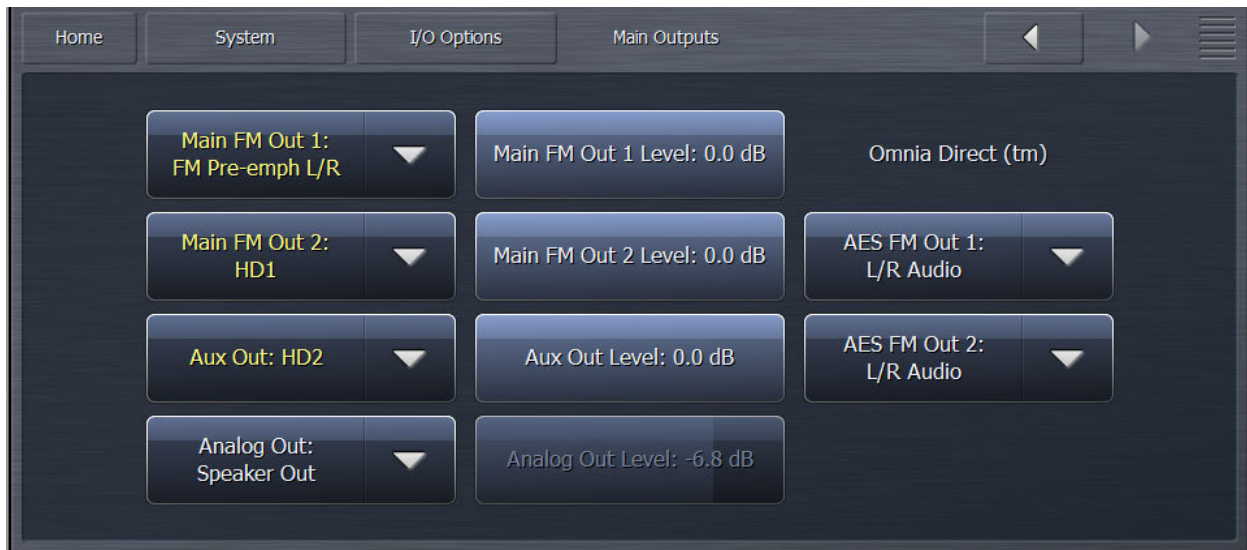 Home System I/O Options Main Outputs
Main FM Out 1:
FM Pre-emph L/R
Main FM Out 1 Level: 0.0 dB
Omnia Direct (tm)
Main FM Out 2:
HD1
Main FM Out 2 Level: 0.0 dB
AES FM Out 1:
L/R Audio
Aux Out: HD2
Aux Out Level: 0.0 dB
AES FM Out 2:
L/R Audio
Analog Out:
Speaker Out
Analog Out Level: -6.8 dB